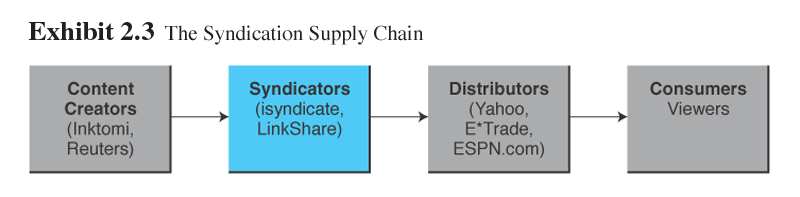 Exhibit 2.3 The Syndication Supply Chain
Content
Creators
(Inktomi,
Reuters)
Syndicators
(isyndicate,
LinkShare)
Distributors
(Yahoo,
E*Trade,
ESPN.com)
Consumers
Viewers